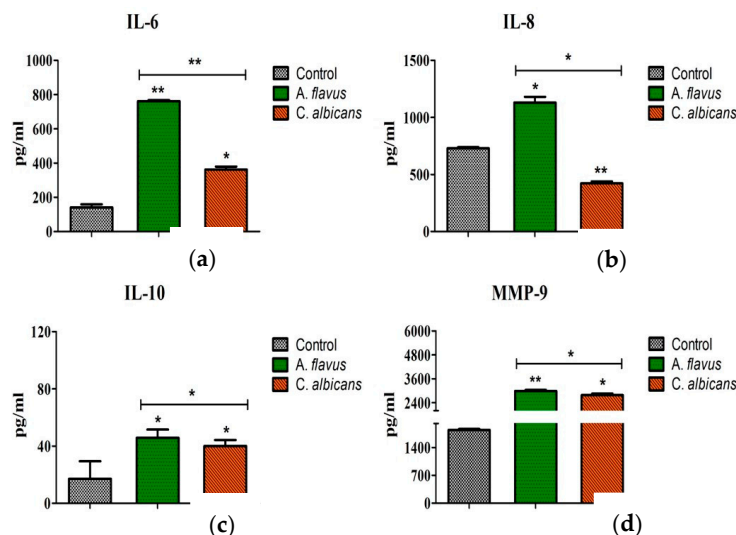 IL-6
1000
800
600
400
200
0
pg/ml
**
**
*
Control
A. flavus
C. albicans
(a)
IL-8
1500
1000
500
0
pg/ml
*
*
**
Control
A. flavus
C. albicans
(b)
IL-10
120
80
40
0
pg/ml
*
*
*
Control
A. flavus
C. albicans
(c)
MMP-9
6000
4800
3600
2400
1400
700
0
pg/ml
*
**
*
Control
A. flavus
C. albicans
(d)